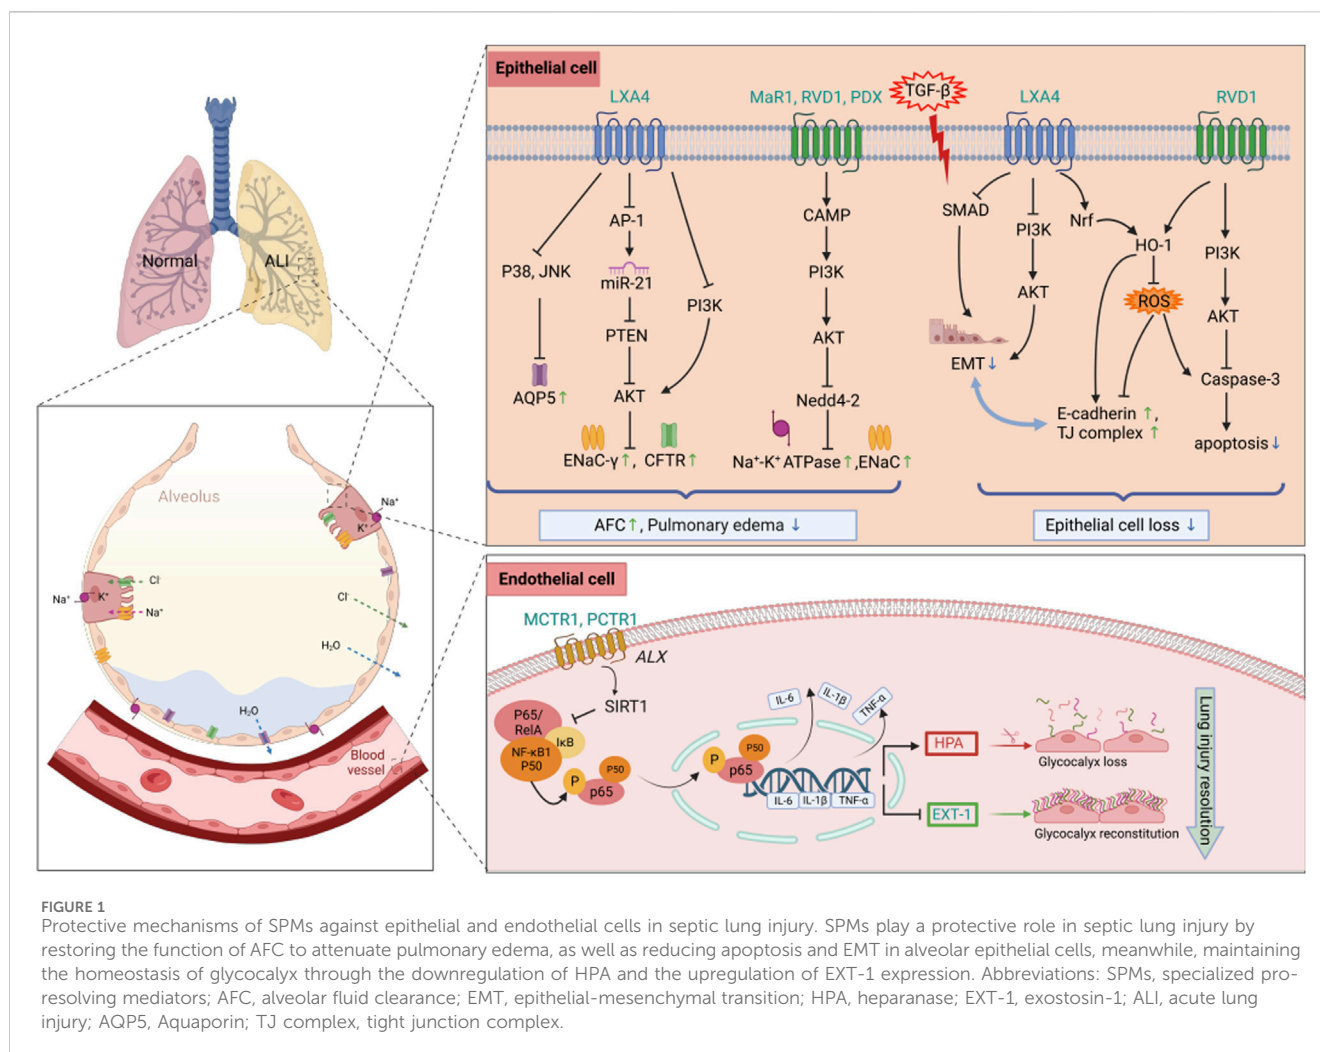 Normal
ALI
Alveolus
Na⁺
K⁺
Cl⁻
Na⁺
K⁺
Na⁺
Cl⁻
H₂O
H₂O
Blood
vessel
Epithelial cell
LXA4
MaR1, RVD1, PDX
TGF-β
LXA4
RVD1
AP-1
P38, JNK
miR-21
PI3K
PTEN
AQP5↑
AKT
ENaC-γ↑, CFTR↑
CAMP
PI3K
AKT
Nedd4-2
Na⁺-K⁺ ATPase↑,ENaC↑
SMAD
PI3K
Nrf
HO-1
AKT
ROS
EMT↓
E-cadherin ↑,
TJ complex ↑
PI3K
AKT
Caspase-3
apoptosis↓
AFC↑, Pulmonary edema ↓
Epithelial cell loss ↓
Endothelial cell
MCTR1, PCTR1
ALX
SIRT1
P65/
RelA
IκB
NF-κB1
P50
P
P50
p65
P
P50
p65
IL-6
IL-1β
TNF-α
IL-6
IL-1β
TNF-α
HPA
Glycocalyx loss
EXT-1
Glycocalyx reconstitution
Lung injury resolution
FIGURE 1
Protective mechanisms of SPMs against epithelial and endothelial cells in septic lung injury. SPMs play a protective role in septic lung injury by
restoring the function of AFC to attenuate pulmonary edema, as well as reducing apoptosis and EMT in alveolar epithelial cells, meanwhile, maintaining
the homeostasis of glycocalyx through the downregulation of HPA and the upregulation of EXT-1 expression. Abbreviations: SPMs, specialized pro-
resolving mediators; AFC, alveolar fluid clearance; EMT, epithelial-mesenchymal transition; HPA, heparanase; EXT-1, exostosin-1; ALI, acute lung
injury; AQP5, Aquaporin; TJ complex, tight junction complex.